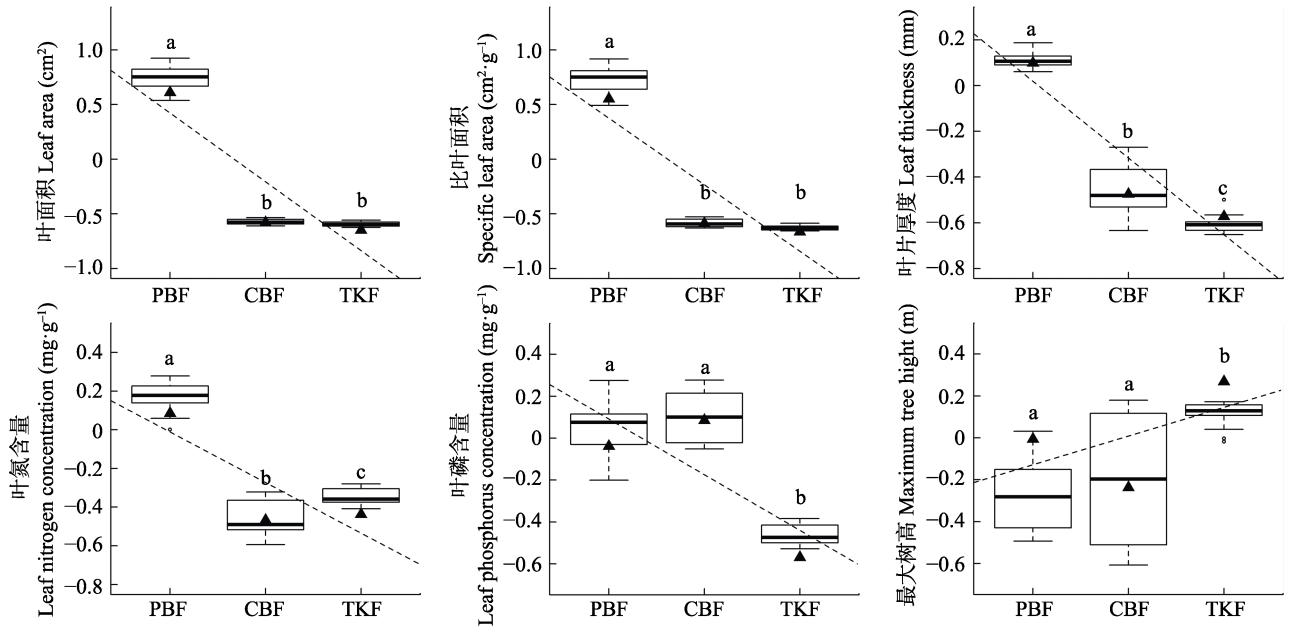 叶面积 Leaf area (cm²)
1.0
0.5
0
−0.5
−1.0
a
b
b
PBF
CBF
TKF
比叶面积
Specific leaf area (cm²·g⁻¹)
1.0
0.5
0
−0.5
−1.0
a
b
b
PBF
CBF
TKF
叶片厚度 Leaf thickness (mm)
0.2
0
−0.2
−0.4
−0.6
−0.8
a
b
c
PBF
CBF
TKF
叶氮含量
Leaf nitrogen concentration (mg·g⁻¹)
0.4
0.2
0
−0.2
−0.4
−0.6
−0.8
a
b
c
PBF
CBF
TKF
叶磷含量
Leaf phosphorus concentration (mg·g⁻¹)
0.4
0.2
0
−0.2
−0.4
−0.6
a
a
b
PBF
CBF
TKF
最大树高 Maximum tree hight (m)
0.4
0.2
0
−0.2
−0.4
−0.6
a
a
b
PBF
CBF
TKF